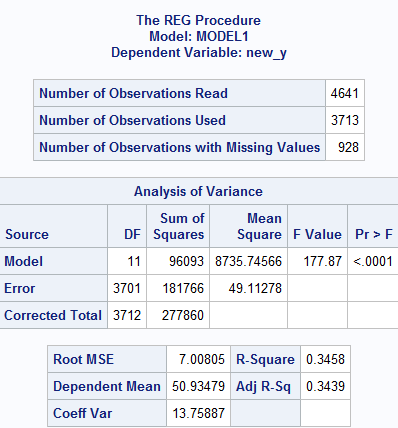 The REG Procedure
Model: MODEL1
Dependent Variable: new_y
Number of Observations Read 4641
Number of Observations Used 3713
Number of Observations with Missing Values 928
Analysis of Variance
Source DF Sum of Squares Mean Square F Value Pr > F
Model 11 96093 8735.74566 177.87 <.0001
Error 3701 181766 49.11278
Corrected Total 3712 277860
Root MSE 7.00805 R-Square 0.3458
Dependent Mean 50.93479 Adj R-Sq 0.3439
Coeff Var 13.75887